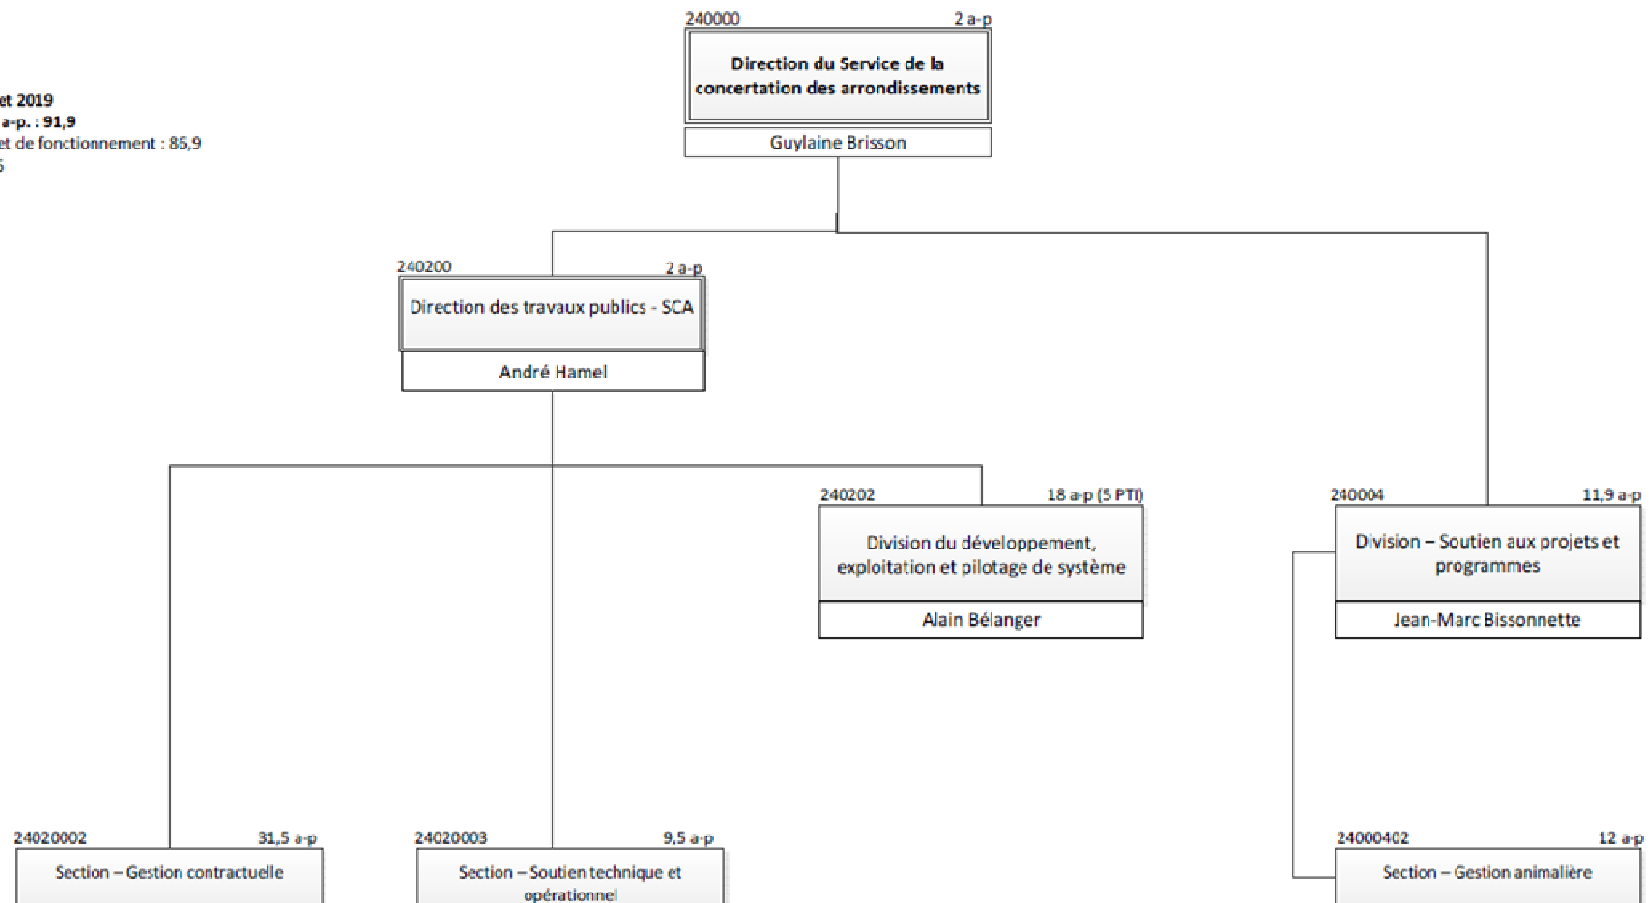 240000 2 a-p
Direction du Service de la
concertation des arrondissements
Guylaine Brisson
et 2019
a-p. : 91,9
et de fonctionnement : 85,9
240200 2 a-p
Direction des travaux publics - SCA
André Hamel
240202 18 a-p (5 PTI)
Division du développement,
exploitation et pilotage de système
Alain Bélanger
240004 11,9 a-p
Division – Soutien aux projets et
programmes
Jean-Marc Bissonnette
24020002 31,5 a-p
Section – Gestion contractuelle
24020003 9,5 a-p
Section – Soutien technique et
opérationnel
24000402 12 a-p
Section – Gestion animalière